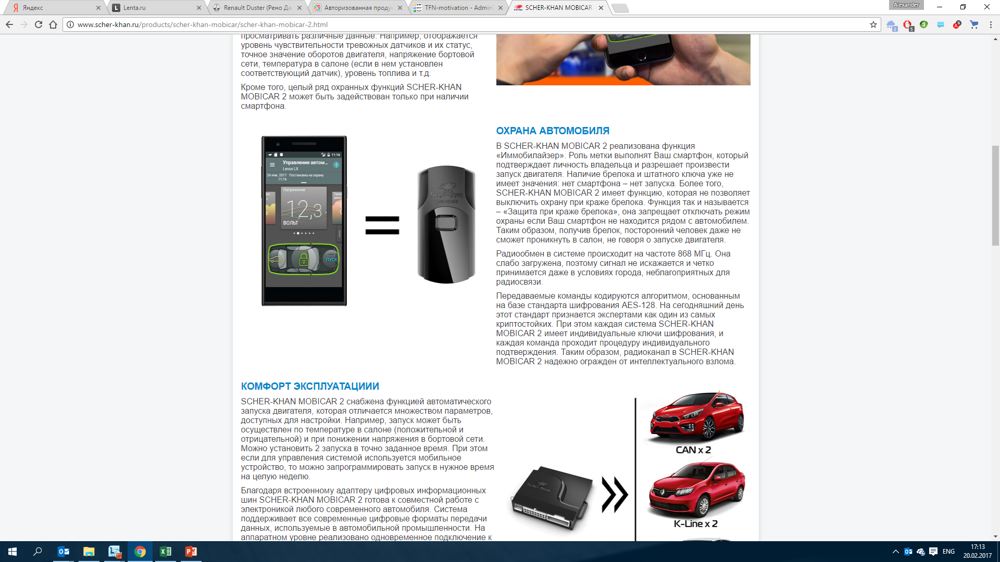 Яндекс
Lenta.ru
Renault Duster (Рено Да
Авторизованная проду
TFN-motivation - Admin
SCHER-KHAN MOBICAR
Alexander
www.scher-khan.ru/products/scher-khan-mobicar/scher-khan-mobicar-2.html
просматривать различные данные. Например, отображается
уровень чувствительности тревожных датчиков и их статус,
точное значение оборотов двигателя, напряжение бортовой
сети, температура в салоне (если в нем установлен
соответствующий датчик), уровень топлива и т.д.
Кроме того, целый ряд охранных функций SCHER-KHAN
MOBICAR 2 может быть задействован только при наличии
смартфона.
11:16
Управление автом...
Lexus LX
24 янв. 2017 Постановка на охрану
11:16
Напряжение
12,3
ВОЛЬТ
ПУСК
ОХРАНА АВТОМОБИЛЯ
В SCHER-KHAN MOBICAR 2 реализована функция
«Иммобилайзер». Роль метки выполнят Ваш смартфон, который
подтверждает личность владельца и разрешает произвести
запуск двигателя. Наличие брелока и штатного ключа уже не
имеет значения: нет смартфона – нет запуска. Более того,
SCHER-KHAN MOBICAR 2 имеет функцию, которая не позволяет
выключить охрану при краже брелока. Функция так и называется
– «Защита при краже брелока», она запрещает отключать режим
охраны если Ваш смартфон не находится рядом с автомобилем.
Таким образом, получив брелок, посторонний человек даже не
сможет проникнуть в салон, не говоря о запуске двигателя.
Радиообмен в системе происходит на частоте 868 МГц. Она
слабо загружена, поэтому сигнал не искажается и четко
принимается даже в условиях города, неблагоприятных для
радиосвязи.
Передаваемые команды кодируются алгоритмом, основанным
на базе стандарта шифрования AES-128. На сегодняшний день
этот стандарт признается экспертами как один из самых
криптостойких. При этом каждая система SCHER-KHAN
MOBICAR 2 имеет индивидуальные ключи шифрования, и
каждая команда проходит процедуру индивидуального
подтверждения. Таким образом, радиоканал в SCHER-KHAN
MOBICAR 2 надежно огражден от интеллектуального взлома.
КОМФОРТ ЭКСПЛУАТАЦИИИ
SCHER-KHAN MOBICAR 2 снабжена функцией автоматического
запуска двигателя, которая отличается множеством параметров,
доступных для настройки. Например, запуск может быть
осуществлен по температуре в салоне (положительной и
отрицательной) и при понижении напряжения в бортовой сети.
Можно установить 2 запуска в точно заданное время. При этом
если для управления системой используется мобильное
устройство, то можно запрограммировать запуск в нужное время
на целую неделю.
Благодаря встроенному адаптеру цифровых информационных
шин SCHER-KHAN MOBICAR 2 готова к совместной работе с
электроникой любого современного автомобиля. Система
поддерживает все современные цифровые форматы передачи
данных, используемые в автомобильной промышленности. На
аппаратном уровне реализовано одновременное подключение к
CAN x 2
K-Line x 2
ENG
17:13
20.02.2017